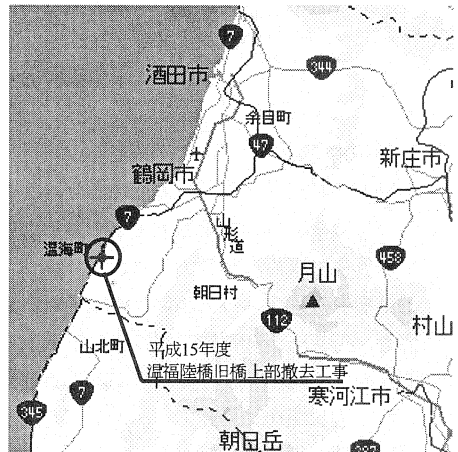 7
344
酒田市
余目町
47
新庄市
鶴岡市
7
山形道
温海町
458
月山
朝日村
112
村山
山北町
平成15年度
温福陸橋旧橋上部撤去工事
寒河江市
7
345
朝日岳
287